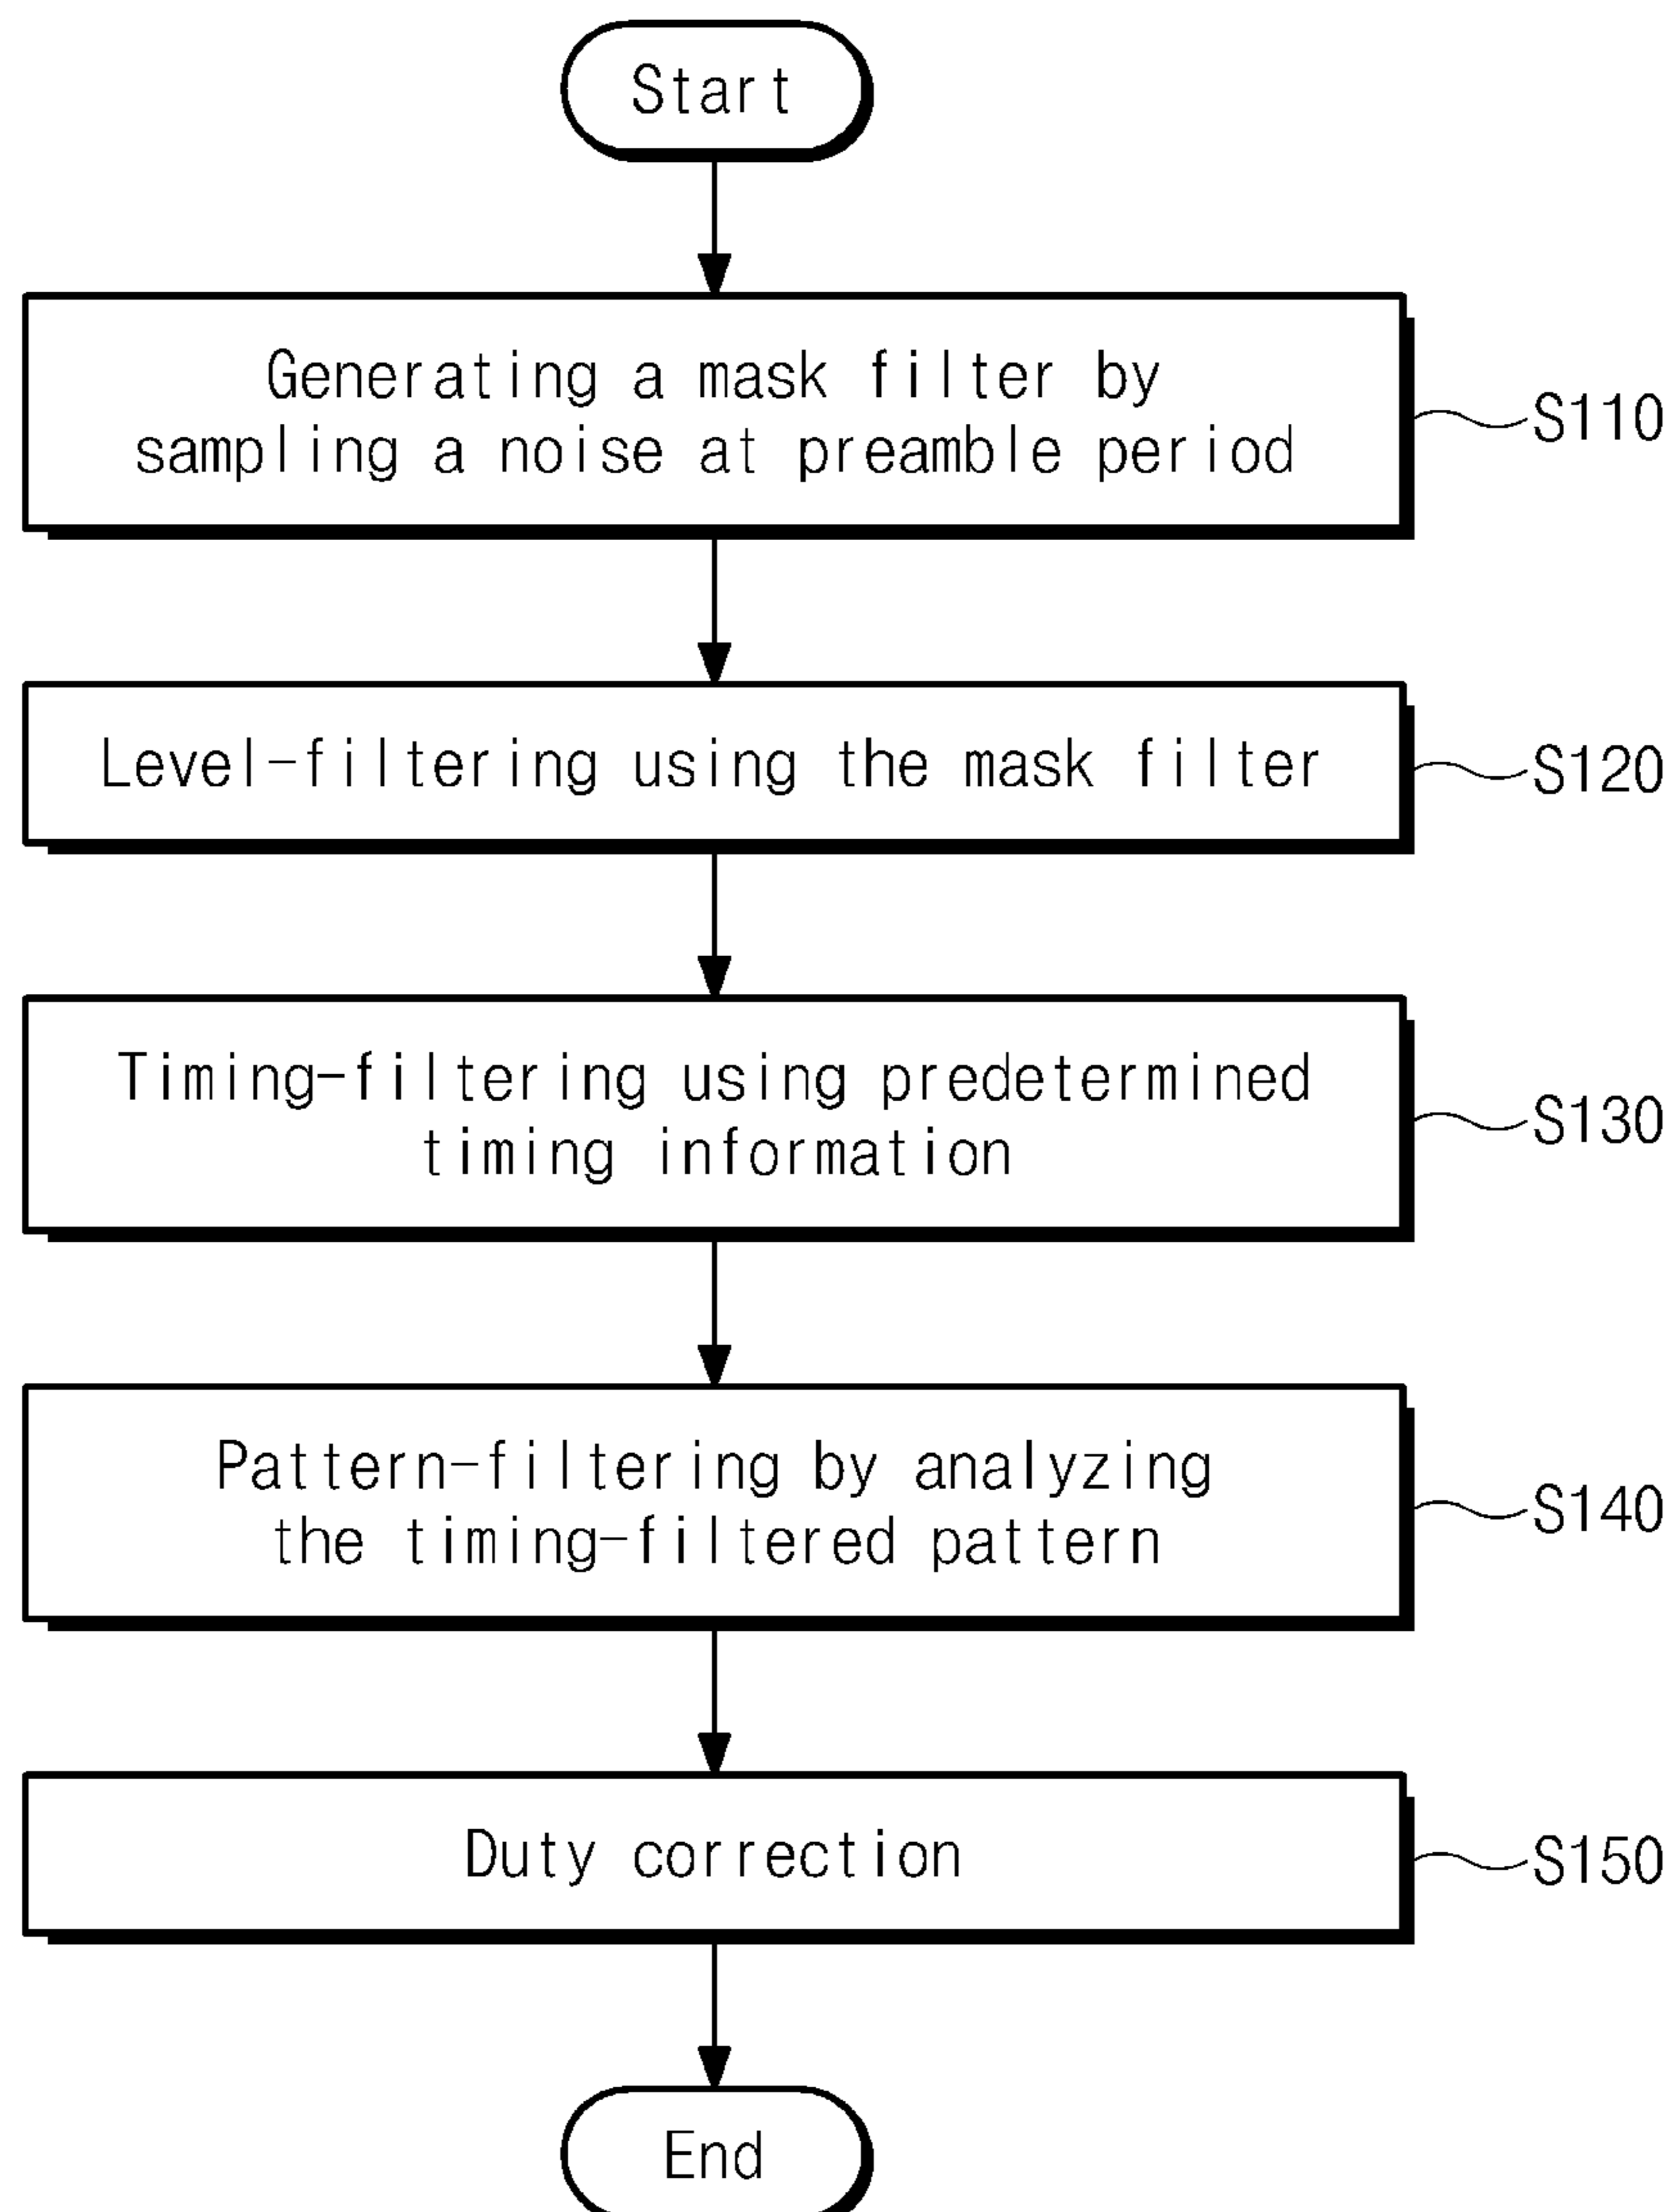 Start
Generating a mask filter by
sampling a noise at preamble period
S110
Level-filtering using the mask filter
S120
Timing-filtering using predetermined
timing information
S130
Pattern-filtering by analyzing
the timing-filtered pattern
S140
Duty correction
S150
End